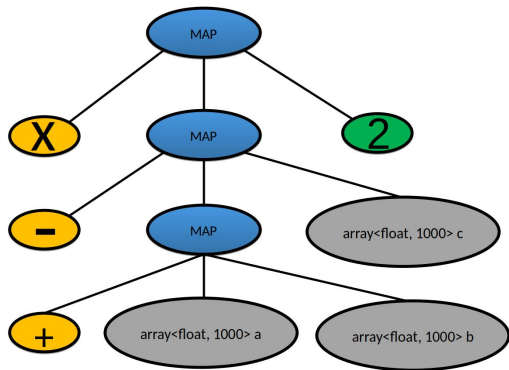 MAP
X
MAP
2
-
MAP
array<float, 1000> c
+
array<float, 1000> a
array<float, 1000> b